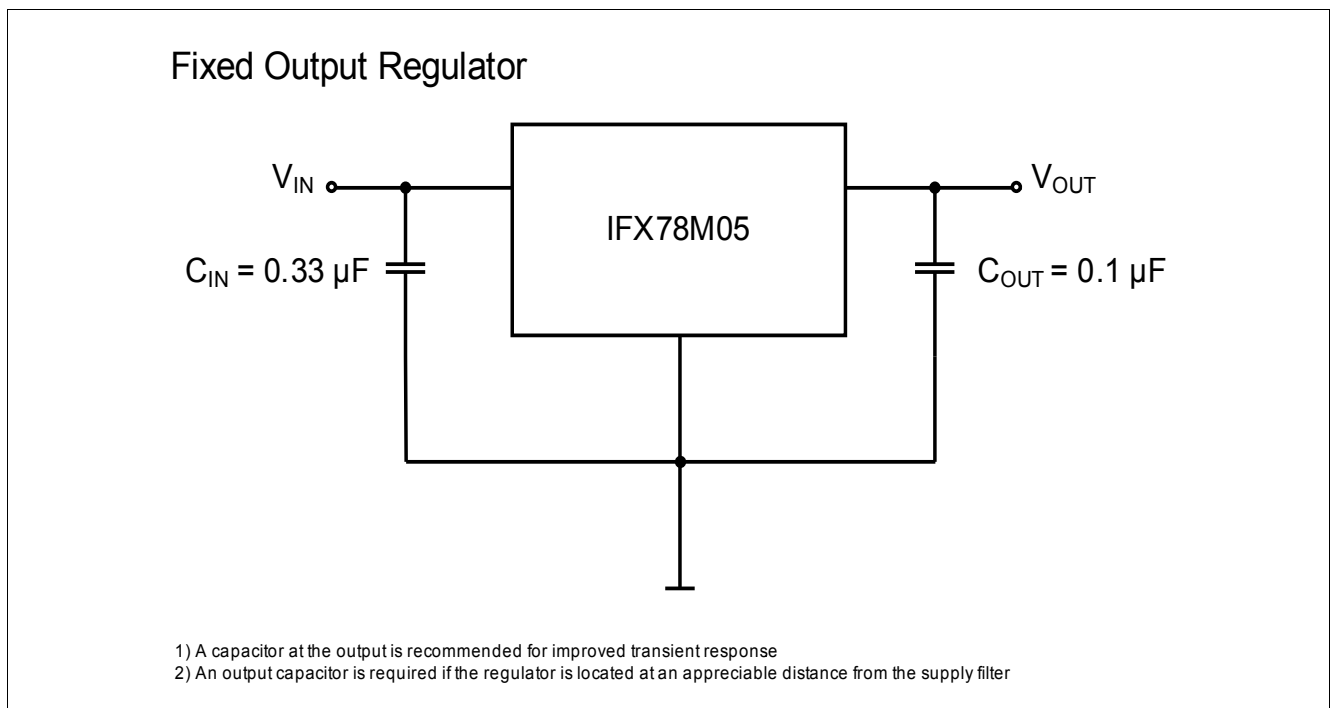 Fixed Output Regulator
VIN
VOUT
IFX78M05
CIN = 0.33 µF
COUT = 0.1 µF
1) A capacitor at the output is recommended for improved transient response
2) An output capacitor is required if the regulator is located at an appreciable distance from the supply filter